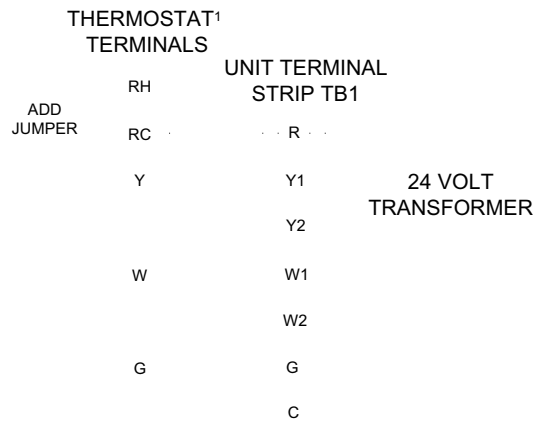 THERMOSTAT¹
TERMINALS
UNIT TERMINAL
STRIP TB1
RH
ADD
JUMPER
RC
R
Y
Y1
24 VOLT
TRANSFORMER
Y2
W
W1
W2
G
G
C